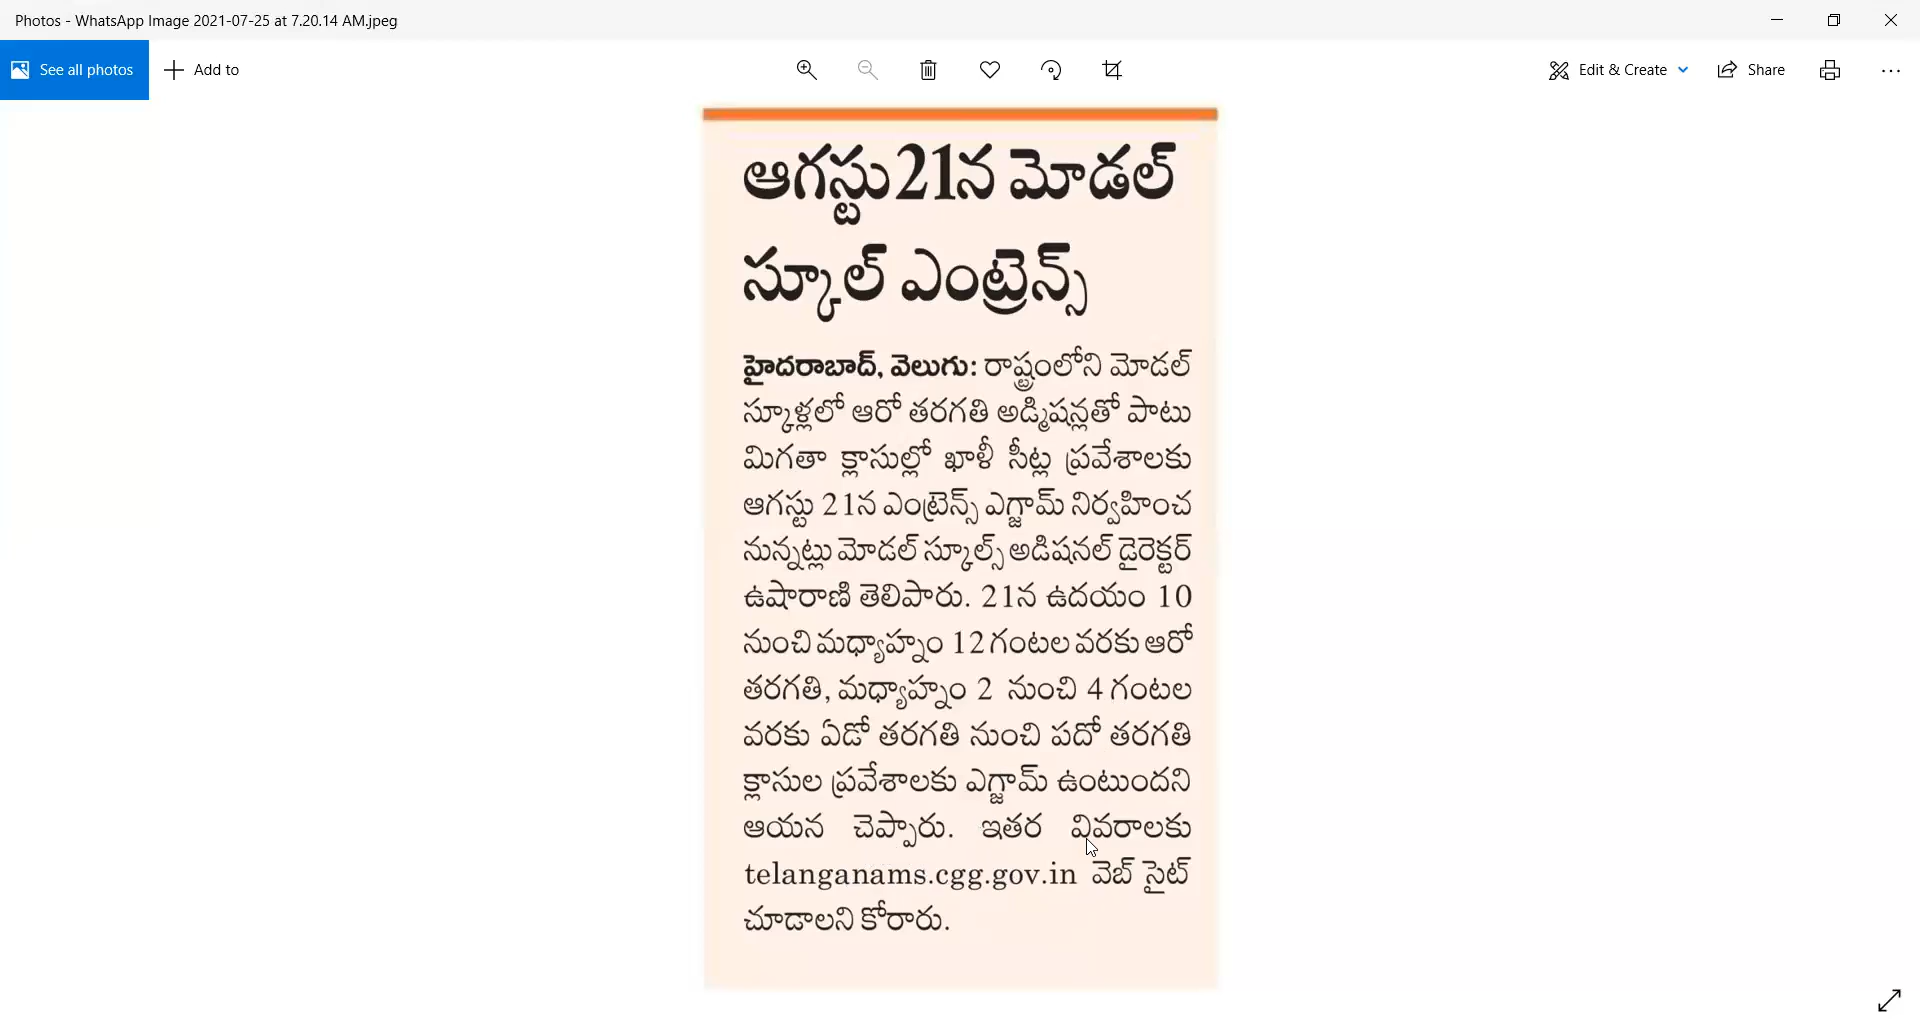 Photos - WhatsApp Image 2021-07-25 at 7.20.14 AM.jpeg
See all photos
Add to
Edit & Create
Share
ఆగస్టు 21న మోడల్
స్కూల్ ఎంట్రెన్స్
హైదరాబాద్, వెలుగు: రాష్ట్రంలోని మోడల్
స్కూళ్లలో ఆరో తరగతి అడ్మిషన్లతో పాటు
మిగతా క్లాసుల్లో ఖాళీ సీట్ల ప్రవేశాలకు
ఆగస్టు 21న ఎంట్రెన్స్ ఎగ్జామ్ నిర్వహించ
నున్నట్లు మోడల్ స్కూల్స్ అడిషనల్ డైరెక్టర్
ఉషారాణి తెలిపారు. 21న ఉదయం 10
నుంచి మధ్యాహ్నం 12 గంటల వరకు ఆరో
తరగతి, మధ్యాహ్నం 2 నుంచి 4 గంటల
వరకు ఏడో తరగతి నుంచి పదో తరగతి
క్లాసుల ప్రవేశాలకు ఎగ్జామ్ ఉంటుందని
ఆయన చెప్పారు. ఇతర వివరాలకు
telanganams.cgg.gov.in వెబ్ సైట్
చూడాలని కోరారు.